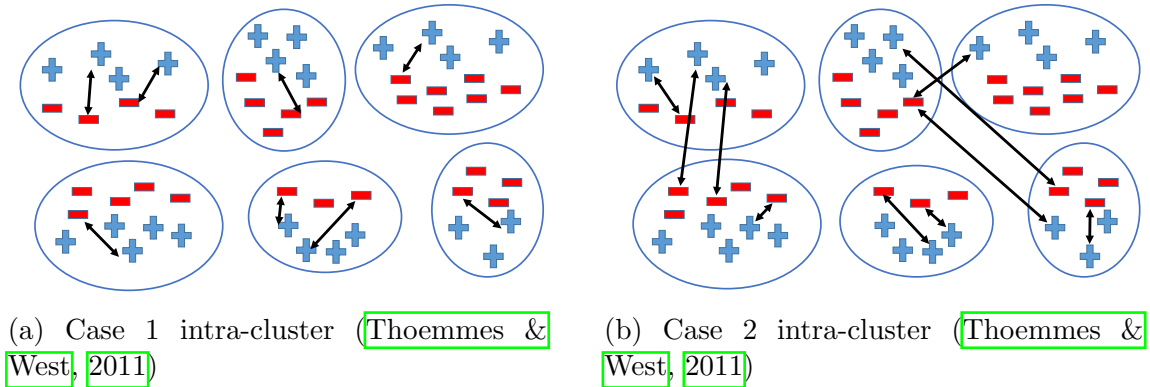 (a) Case 1 intra-cluster (Thoemmes &
West, 2011)
(b) Case 2 intra-cluster (Thoemmes &
West, 2011)